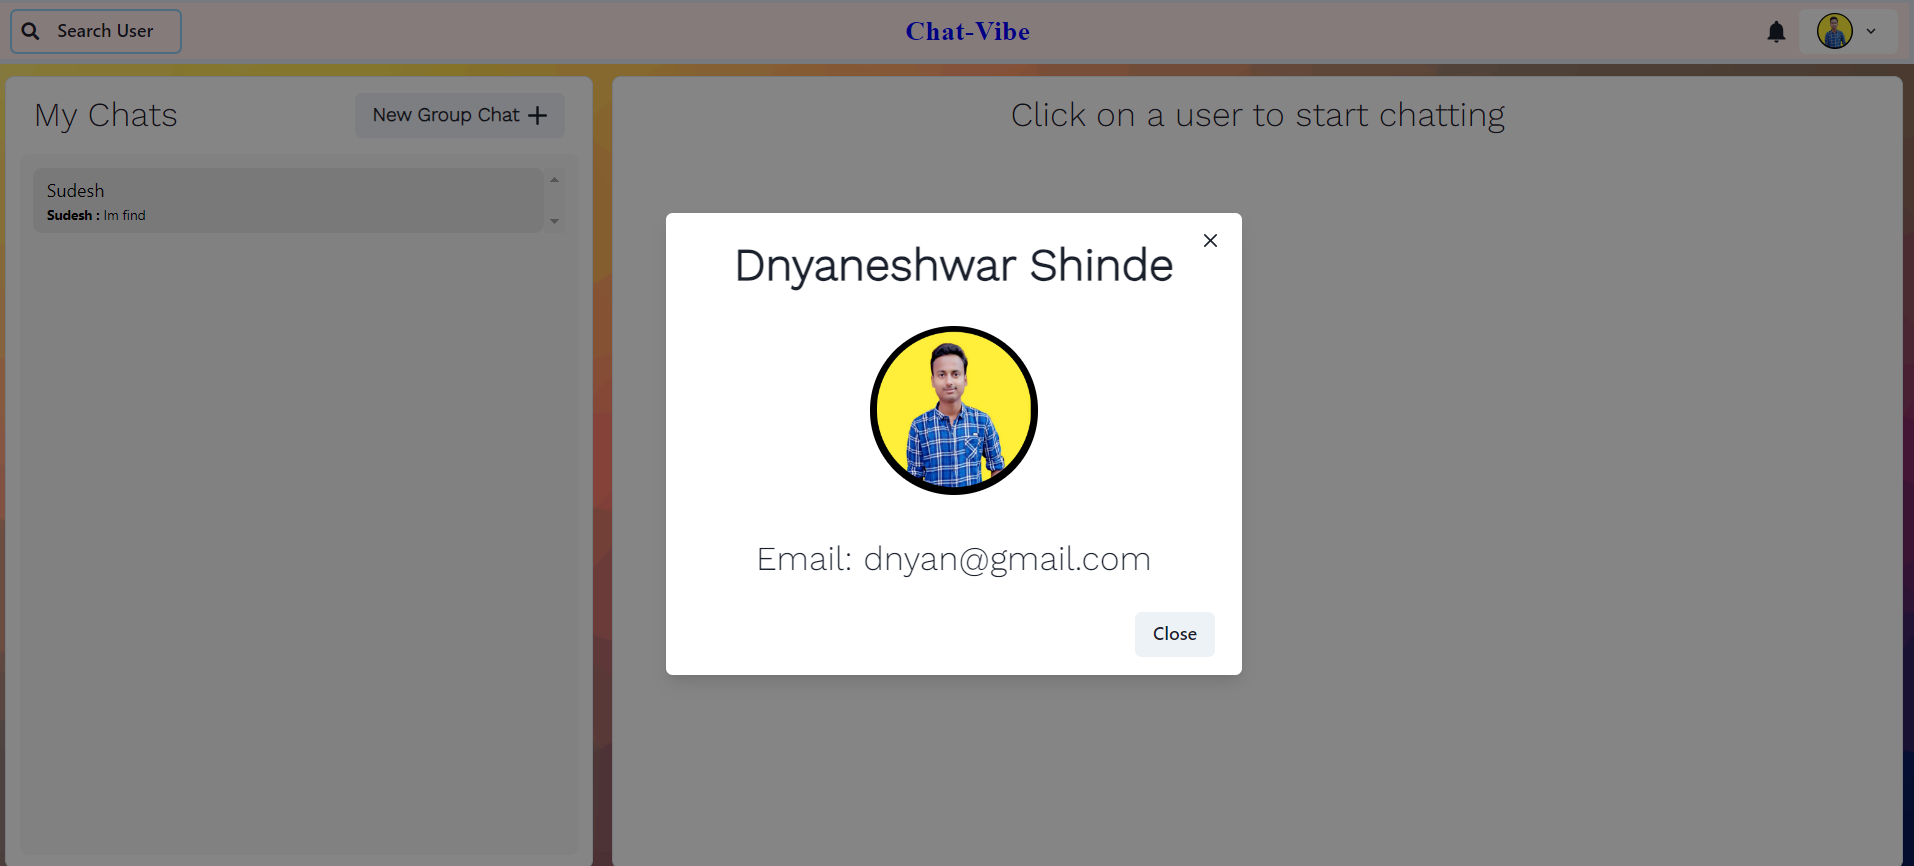 Search User
Chat-Vibe
My Chats
New Group Chat
Click on a user to start chatting
Sudesh
Sudesh : Im find
Dnyaneshwar Shinde
Email: dnyan@gmail.com
Close